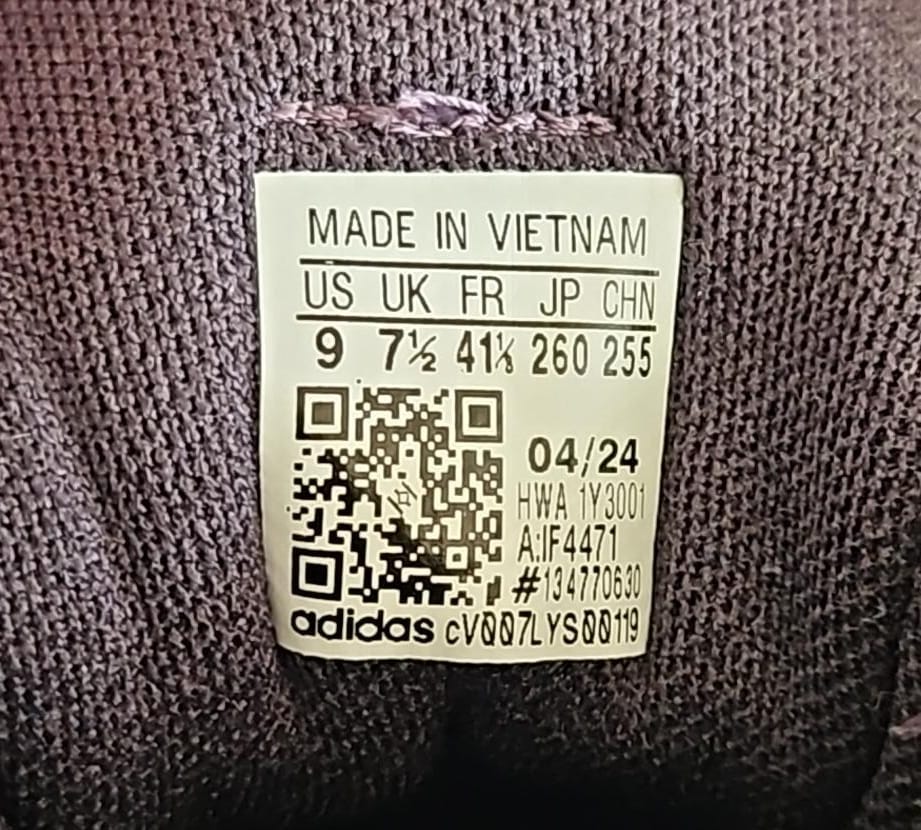 MADE IN VIETNAM
US UK FR JP CHN
9 7½ 41⅓ 260 255
04/24
HWA 1Y3001
A:IF4471
#134770630
adidas cV007LYS00119